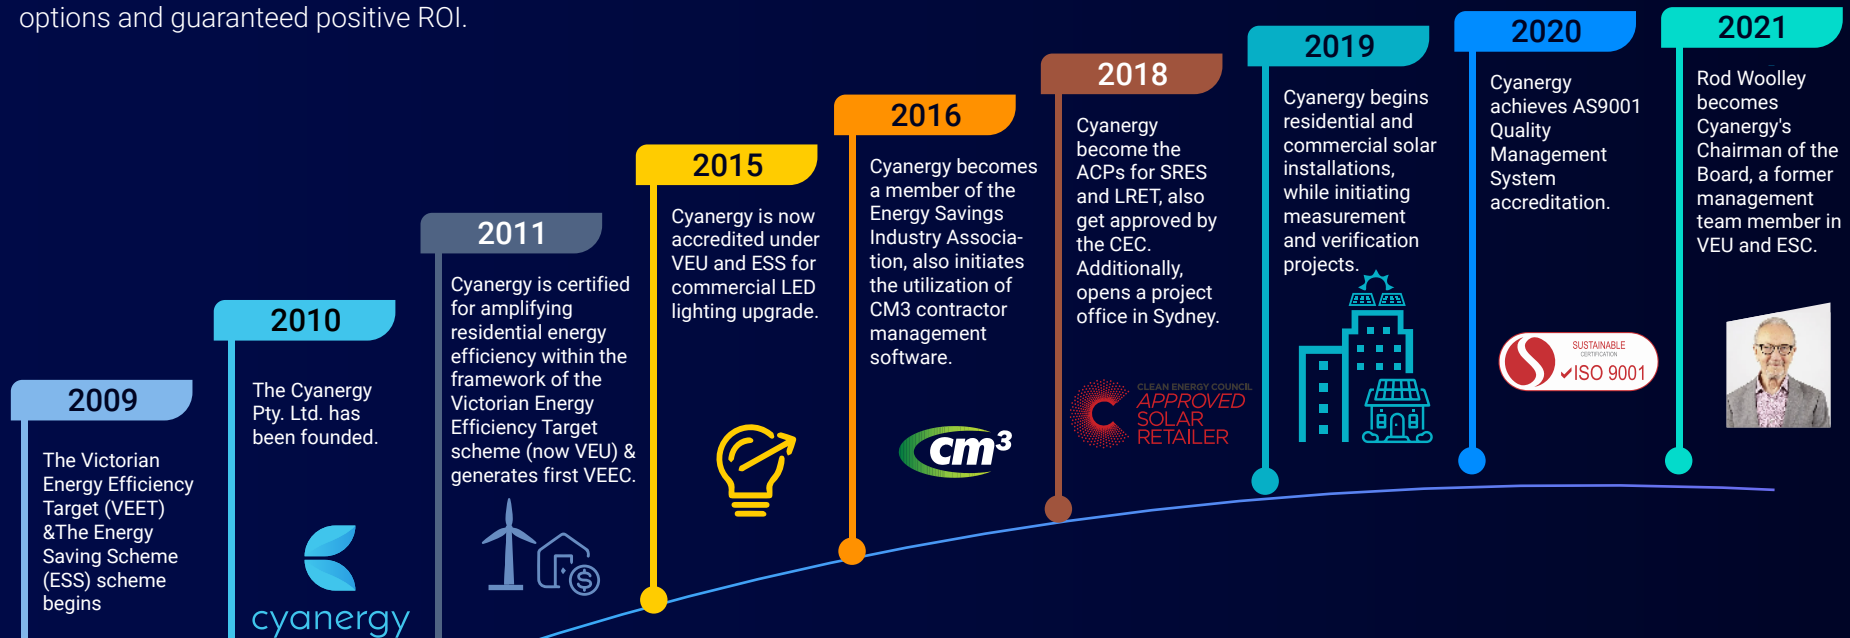 options and guaranteed positive ROI.
2009
The Victorian
Energy Efficiency
Target (VEET)
&The Energy
Saving Scheme
(ESS) scheme
begins
2010
The Cyanergy
Pty. Ltd. has
been founded.
cyanergy
2011
Cyanergy is certified
for amplifying
residential energy
efficiency within the
framework of the
Victorian Energy
Efficiency Target
scheme (now VEU) &
generates first VEEC.
$
2015
Cyanergy is now
accredited under
VEU and ESS for
commercial LED
lighting upgrade.
2016
Cyanergy becomes
a member of the
Energy Savings
Industry Associa-
tion, also initiates
the utilization of
CM3 contractor
management
software.
cm³
2018
Cyanergy
become the
ACPs for SRES
and LRET, also
get approved by
the CEC.
Additionally,
opens a project
office in Sydney.
CLEAN ENERGY COUNCIL
APPROVED
SOLAR
RETAILER
2019
Cyanergy begins
residential and
commercial solar
installations,
while initiating
measurement
and verification
projects.
2020
Cyanergy
achieves AS9001
Quality
Management
System
accreditation.
SUSTAINABLE
CERTIFICATION
✓ISO 9001
2021
Rod Woolley
becomes
Cyanergy's
Chairman of the
Board, a former
management
team member in
VEU and ESC.